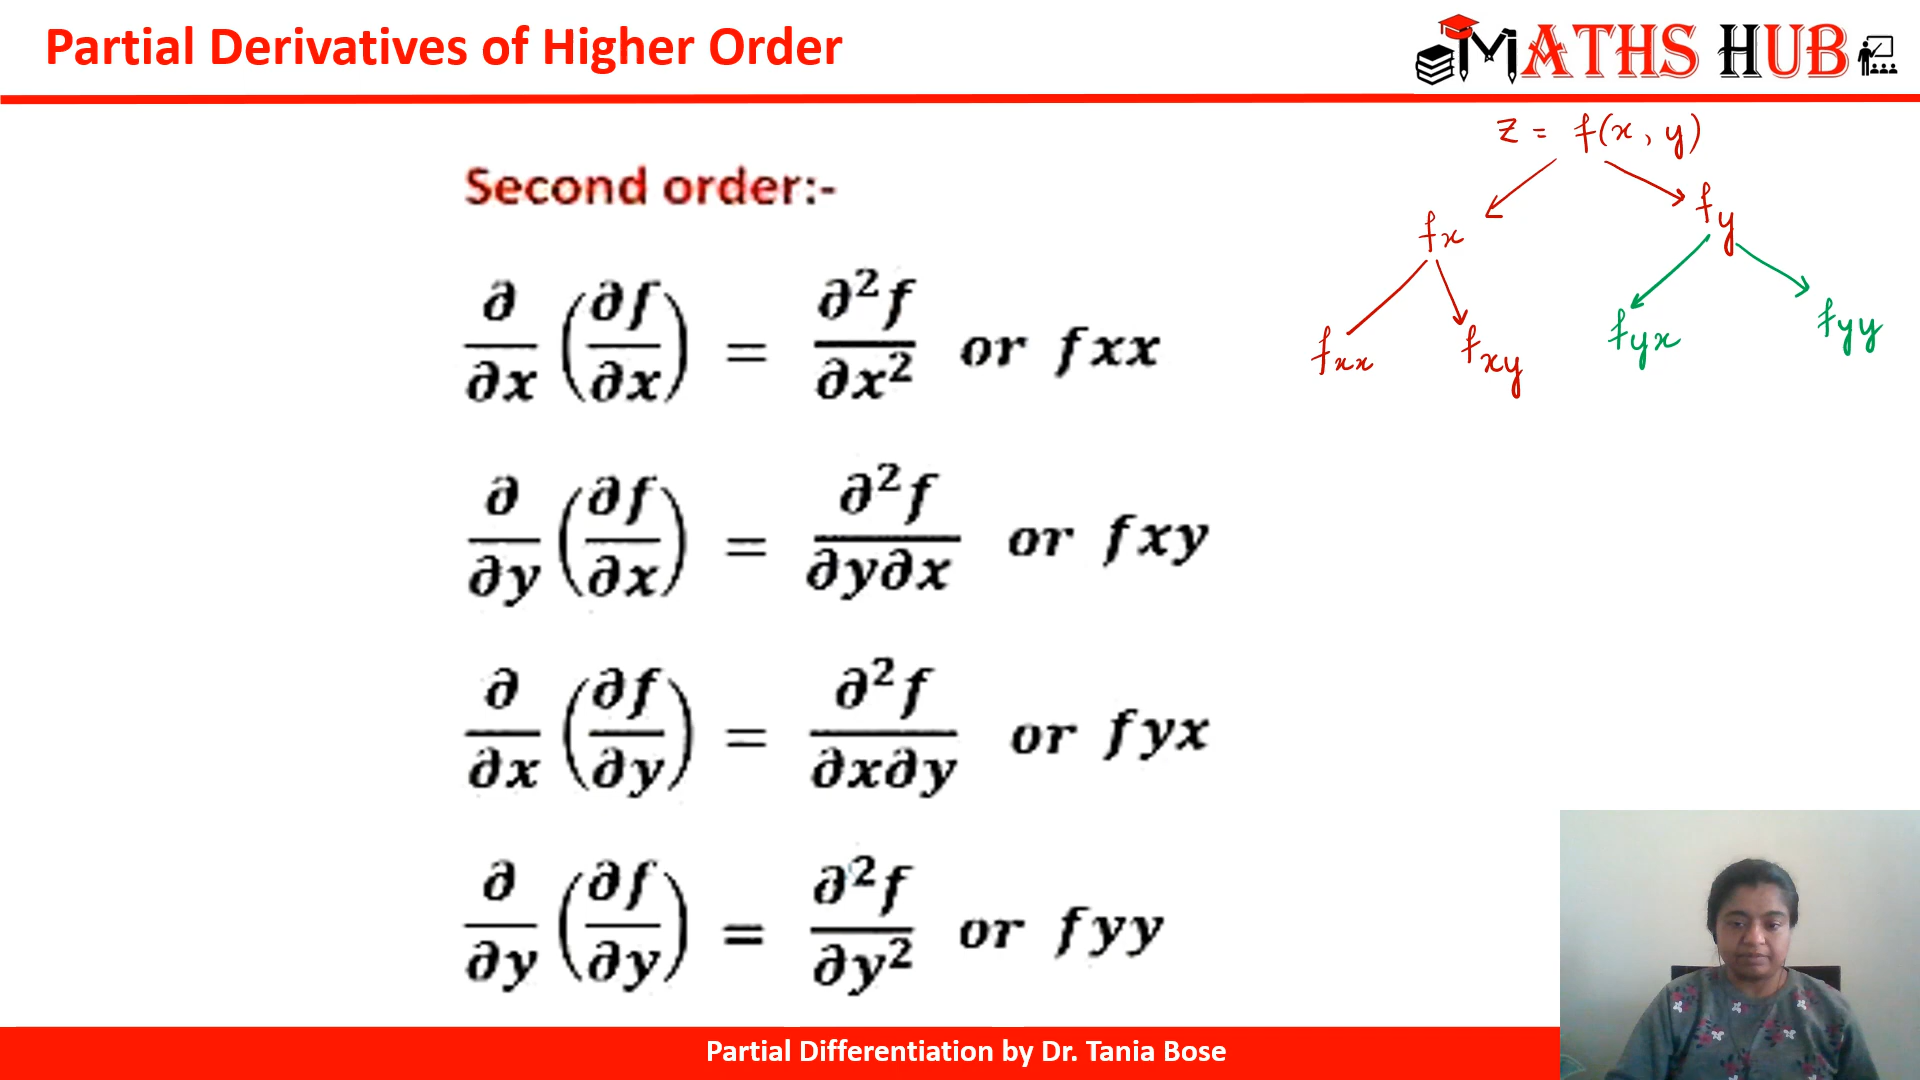 Partial Derivatives of Higher Order
MATHS HUB
z = f(x, y)
Second order:-
fx fy
∂/∂x (∂f/∂x) = ∂²f/∂x² or fxx
fxx fxy fyx fyy
∂/∂y (∂f/∂x) = ∂²f/∂y∂x or fxy
∂/∂x (∂f/∂y) = ∂²f/∂x∂y or fyx
∂/∂y (∂f/∂y) = ∂²f/∂y² or fyy
Partial Differentiation by Dr. Tania Bose